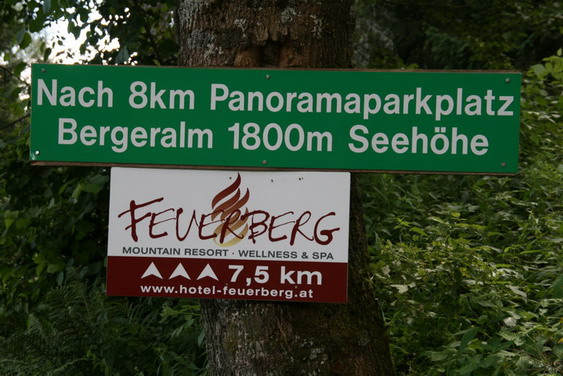 Nach 8km Panoramaparkplatz
Bergeralm 1800m Seehöhe
FEUERBERG
MOUNTAIN RESORT · WELLNESS & SPA
7,5 km
www.hotel-feuerberg.at